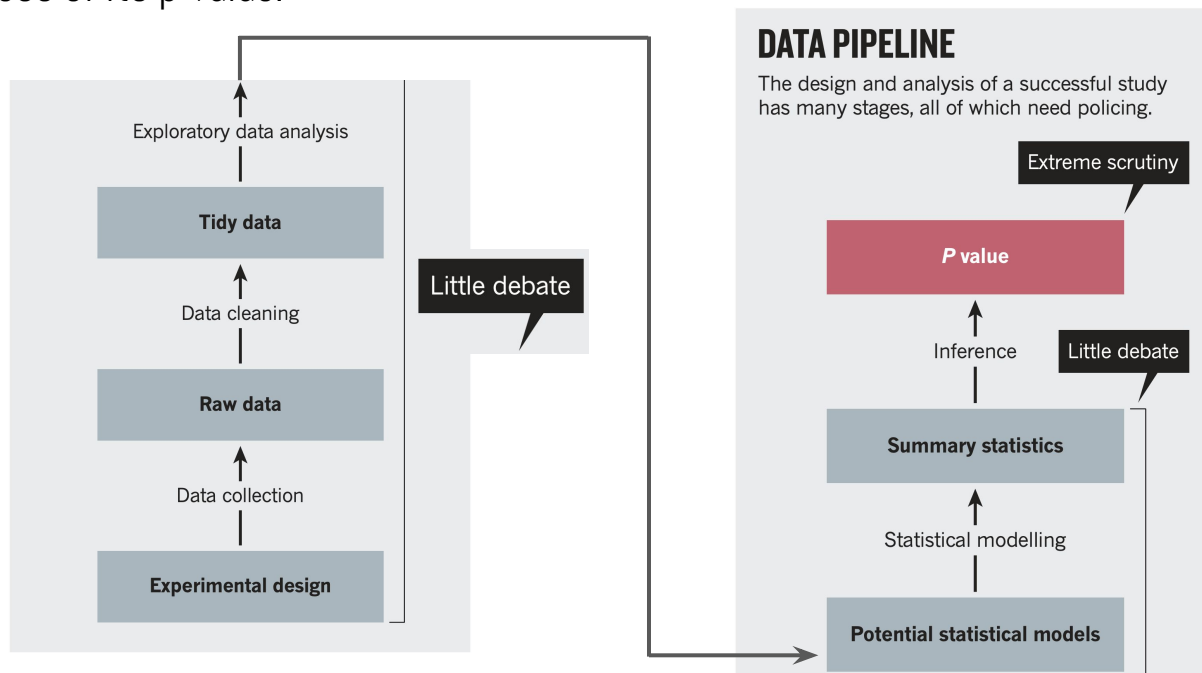 p-value.
DATA PIPELINE
The design and analysis of a successful study
has many stages, all of which need policing.
Exploratory data analysis
Tidy data
Data cleaning
Raw data
Data collection
Experimental design
Little debate
Extreme scrutiny
P value
Inference
Little debate
Summary statistics
Statistical modelling
Potential statistical models